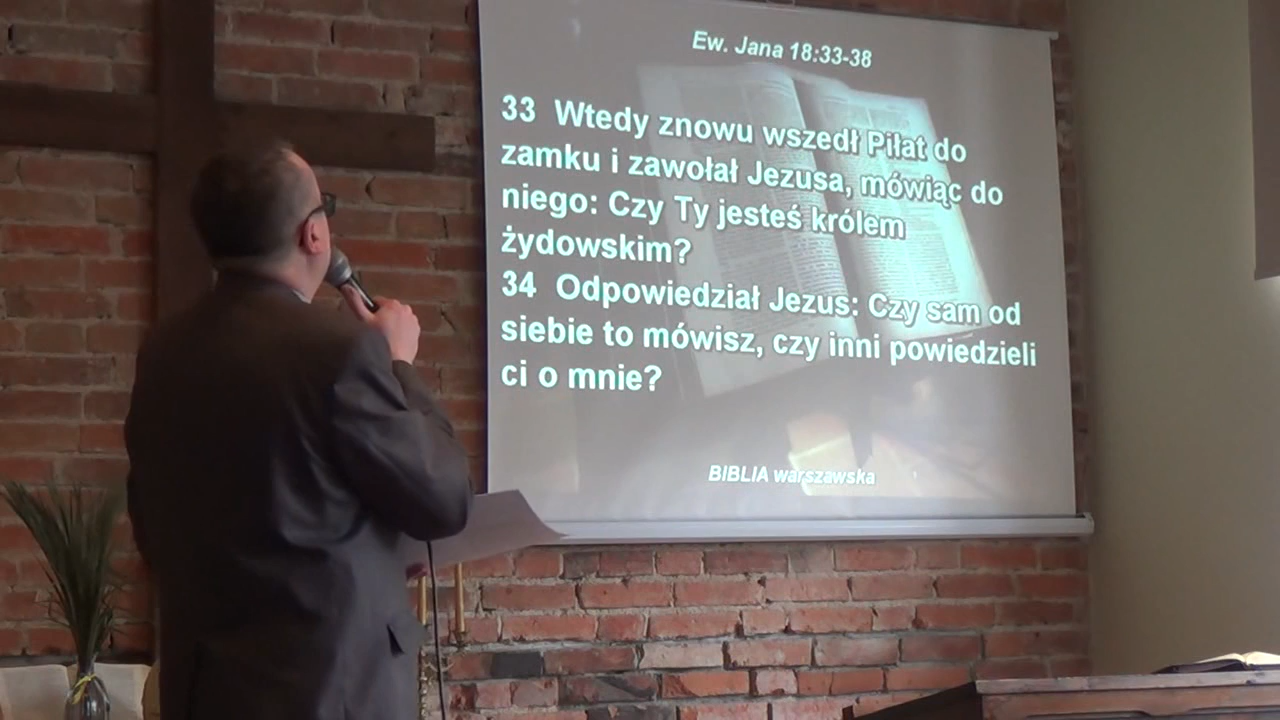 Ew. Jana 18:33-38
33 Wtedy znowu wszedł Piłat do
zamku i zawołał Jezusa, mówiąc do
niego: Czy Ty jesteś królem
żydowskim?
34 Odpowiedział Jezus: Czy sam od
siebie to mówisz, czy inni powiedzieli
ci o mnie?
BIBLIA warszawska